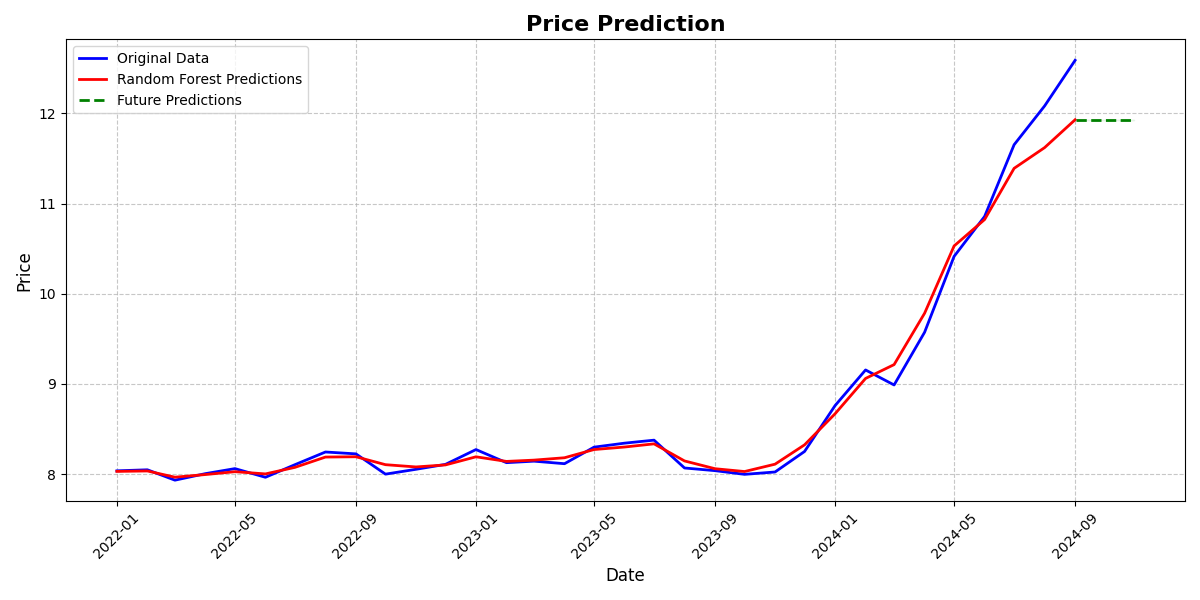 Price Prediction
Original Data
Random Forest Predictions
Future Predictions
Price
12
11
10
9
8
2022-01
2022-05
2022-09
2023-01
2023-05
2023-09
2024-01
2024-05
2024-09
Date